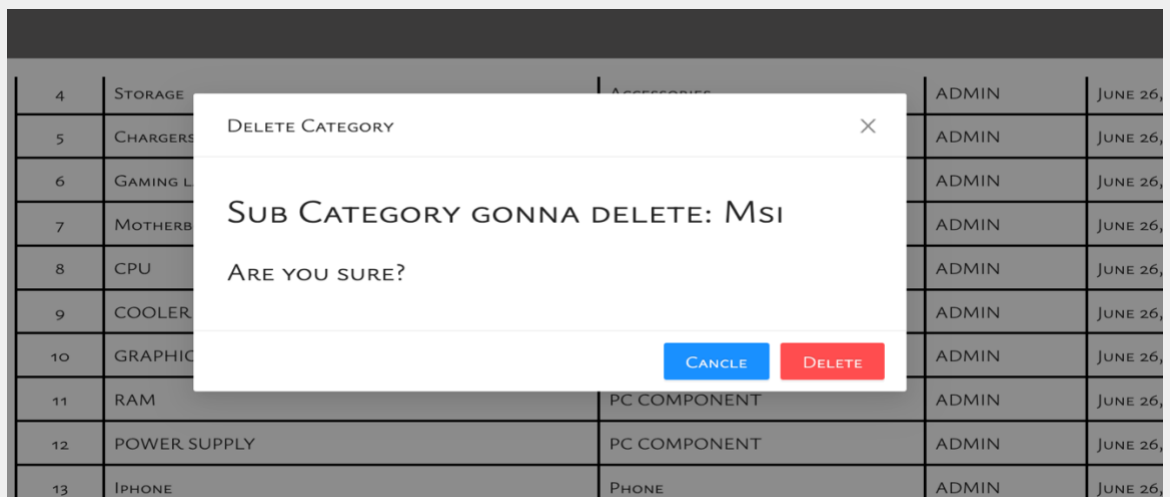 4 Storage Accessories ADMIN June 26,
Delete Category ×
5 Chargers ADMIN June 26,
6 Gaming ADMIN June 26,
Sub Category gonna delete: Msi
7 ADMIN June 26,
Are you sure?
8 CPU ADMIN June 26,
9 COOLER ADMIN June 26,
10 ADMIN June 26,
Cancle Delete
11 RAM PC COMPONENT ADMIN June 26,
12 POWER SUPPLY PC COMPONENT ADMIN June 26,
13 Iphone Phone ADMIN June 26,